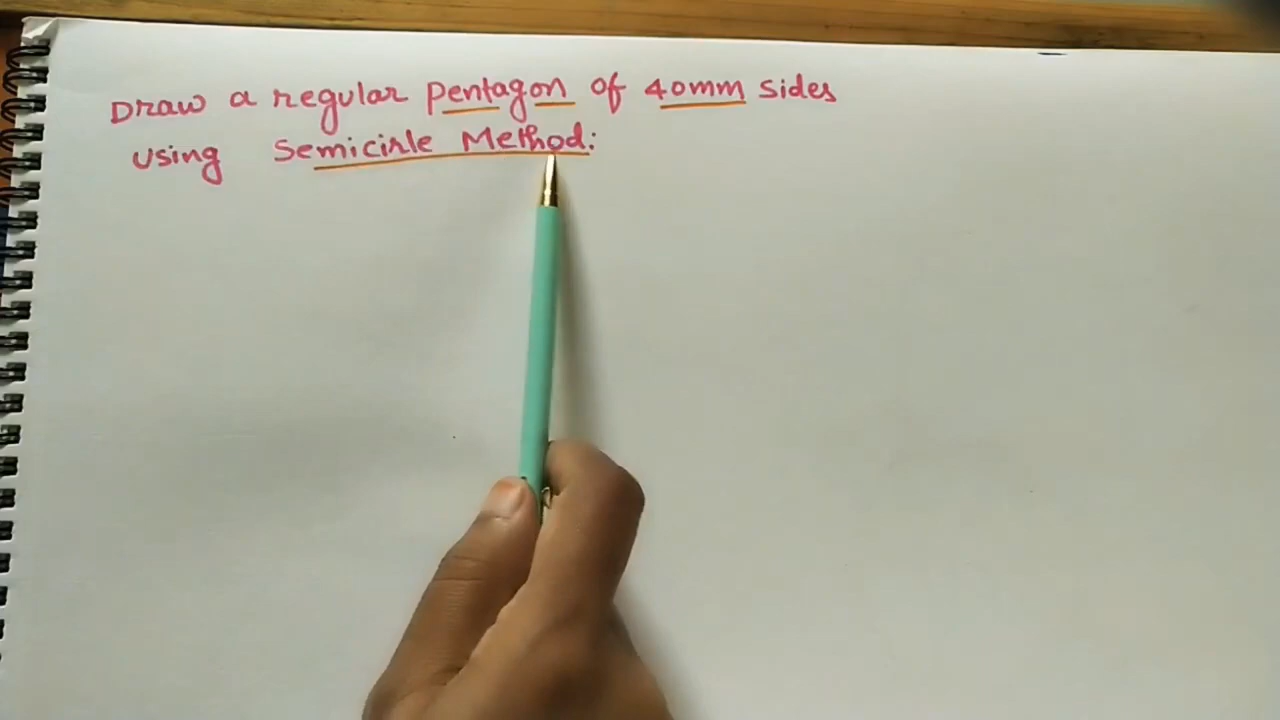 Draw a regular pentagon of 40mm sides
using Semicirle Method: